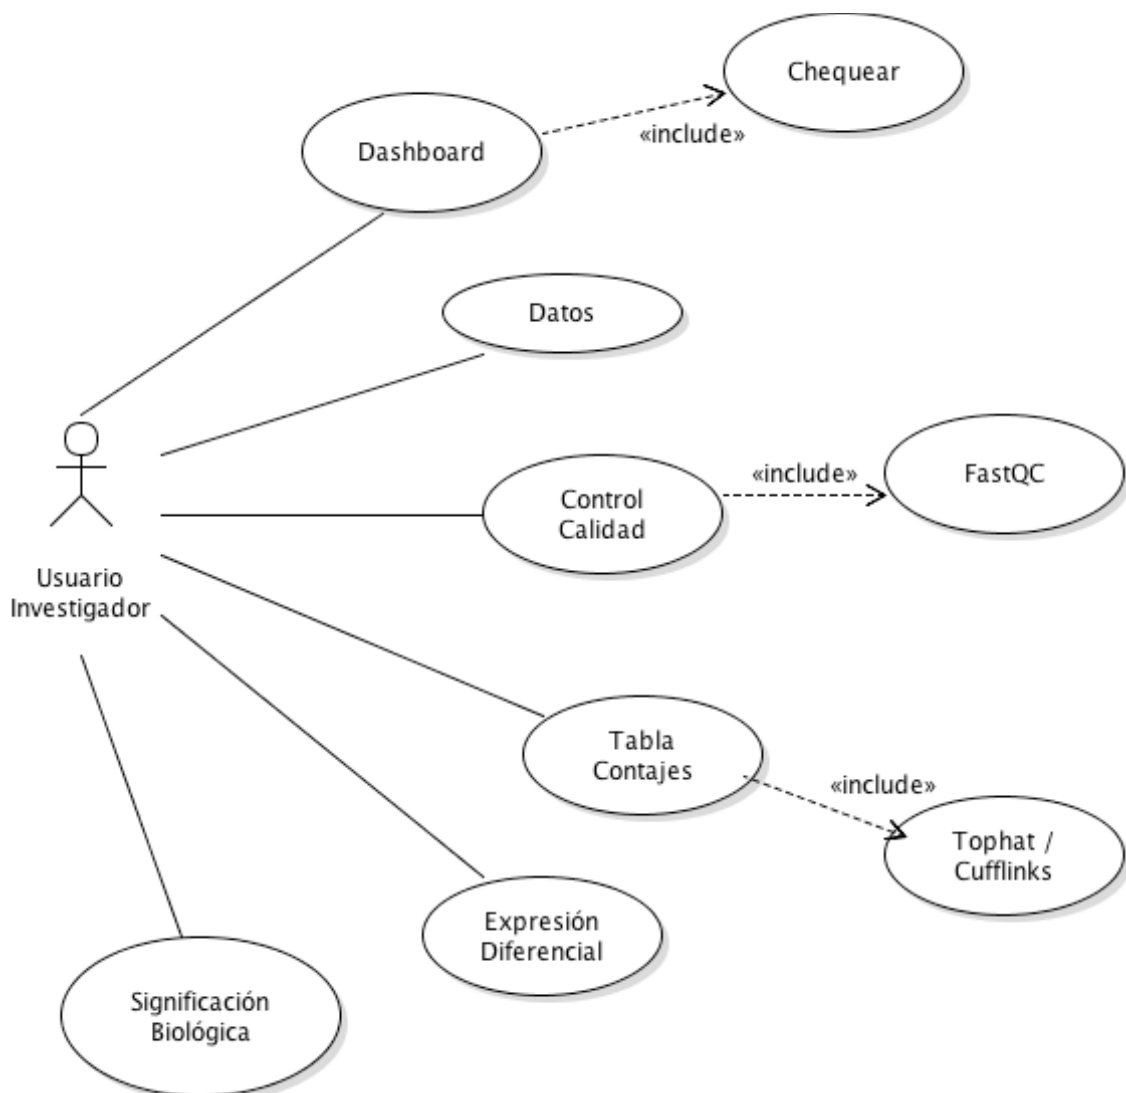 Chequear
Dashboard
«include»
Datos
«include»
FastQC
Control
Calidad
Usuario
Investigador
Tabla
Contajes
«include»
Tophat /
Cufflinks
Expresión
Diferencial
Significación
Biológica